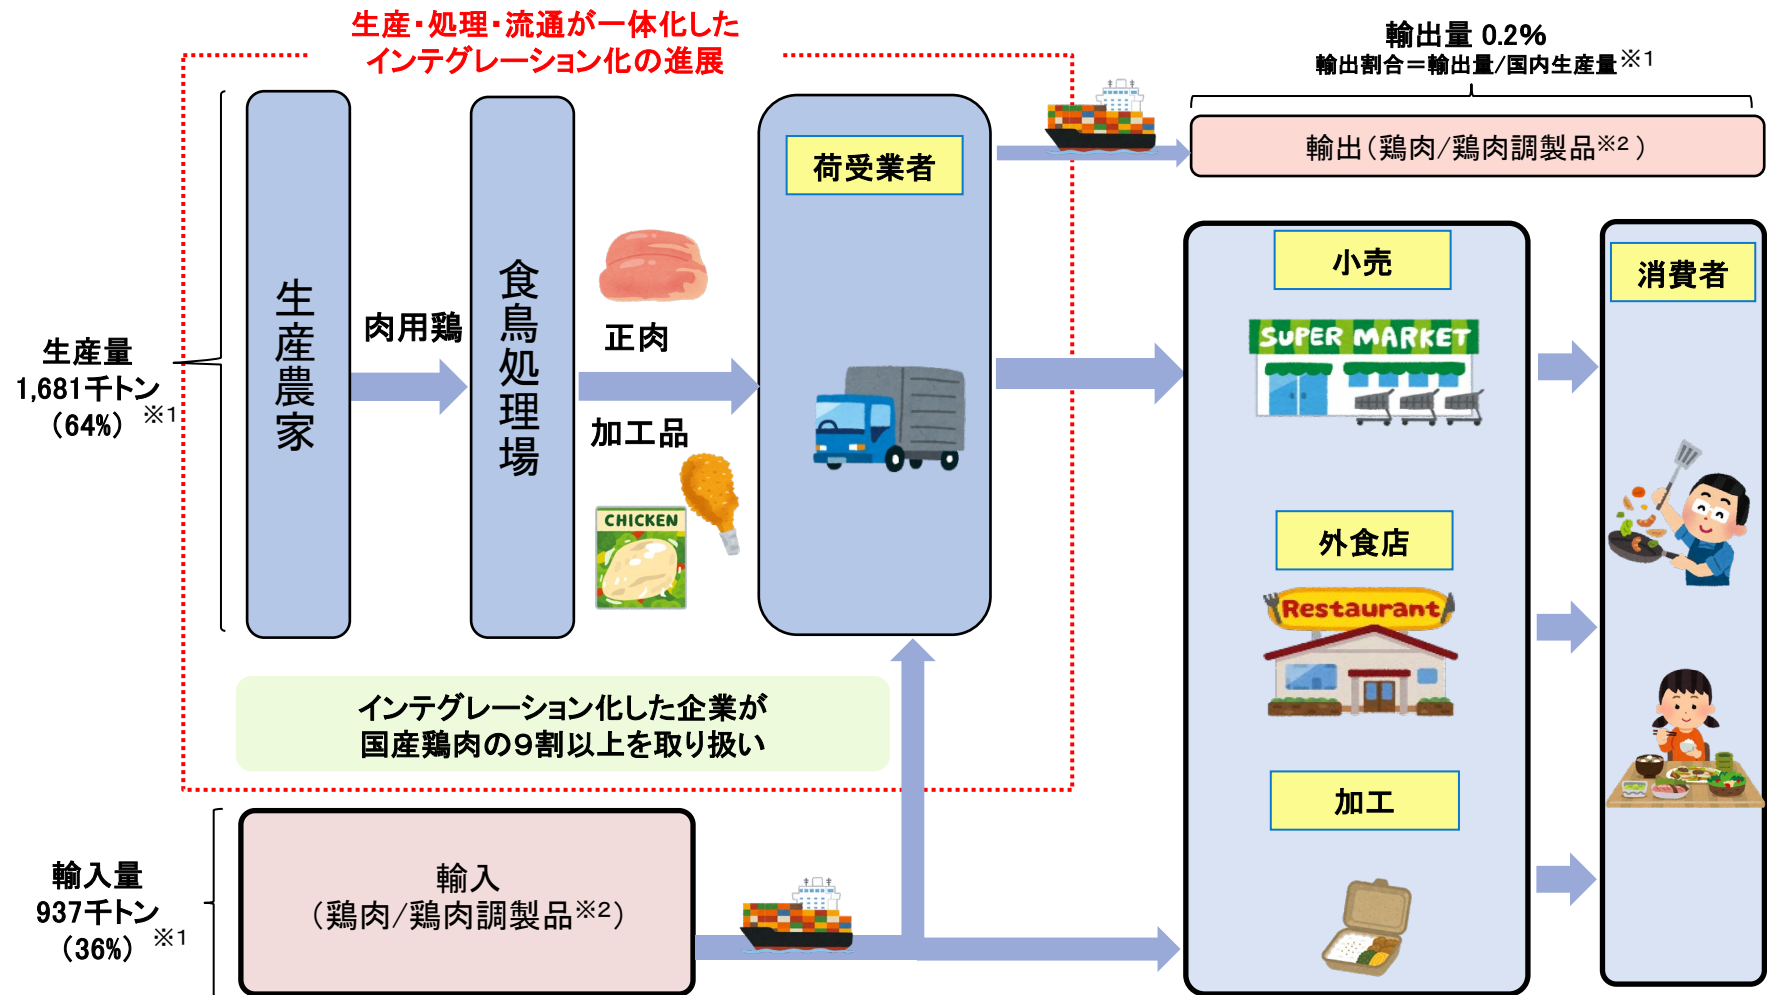 生産・処理・流通が一体化した
インテグレーション化の進展
輸出量 0.2%
輸出割合＝輸出量/国内生産量※1
輸出（鶏肉/鶏肉調製品※2）
荷受業者
生産農家
肉用鶏
食鳥処理場
正肉
加工品
CHICKEN
生産量
1,681千トン
（64%）※1
小売
SUPER MARKET
外食店
Restaurant
加工
消費者
インテグレーション化した企業が
国産鶏肉の９割以上を取り扱い
輸入量
937千トン
（36%）※1
輸入
（鶏肉/鶏肉調製品※2）